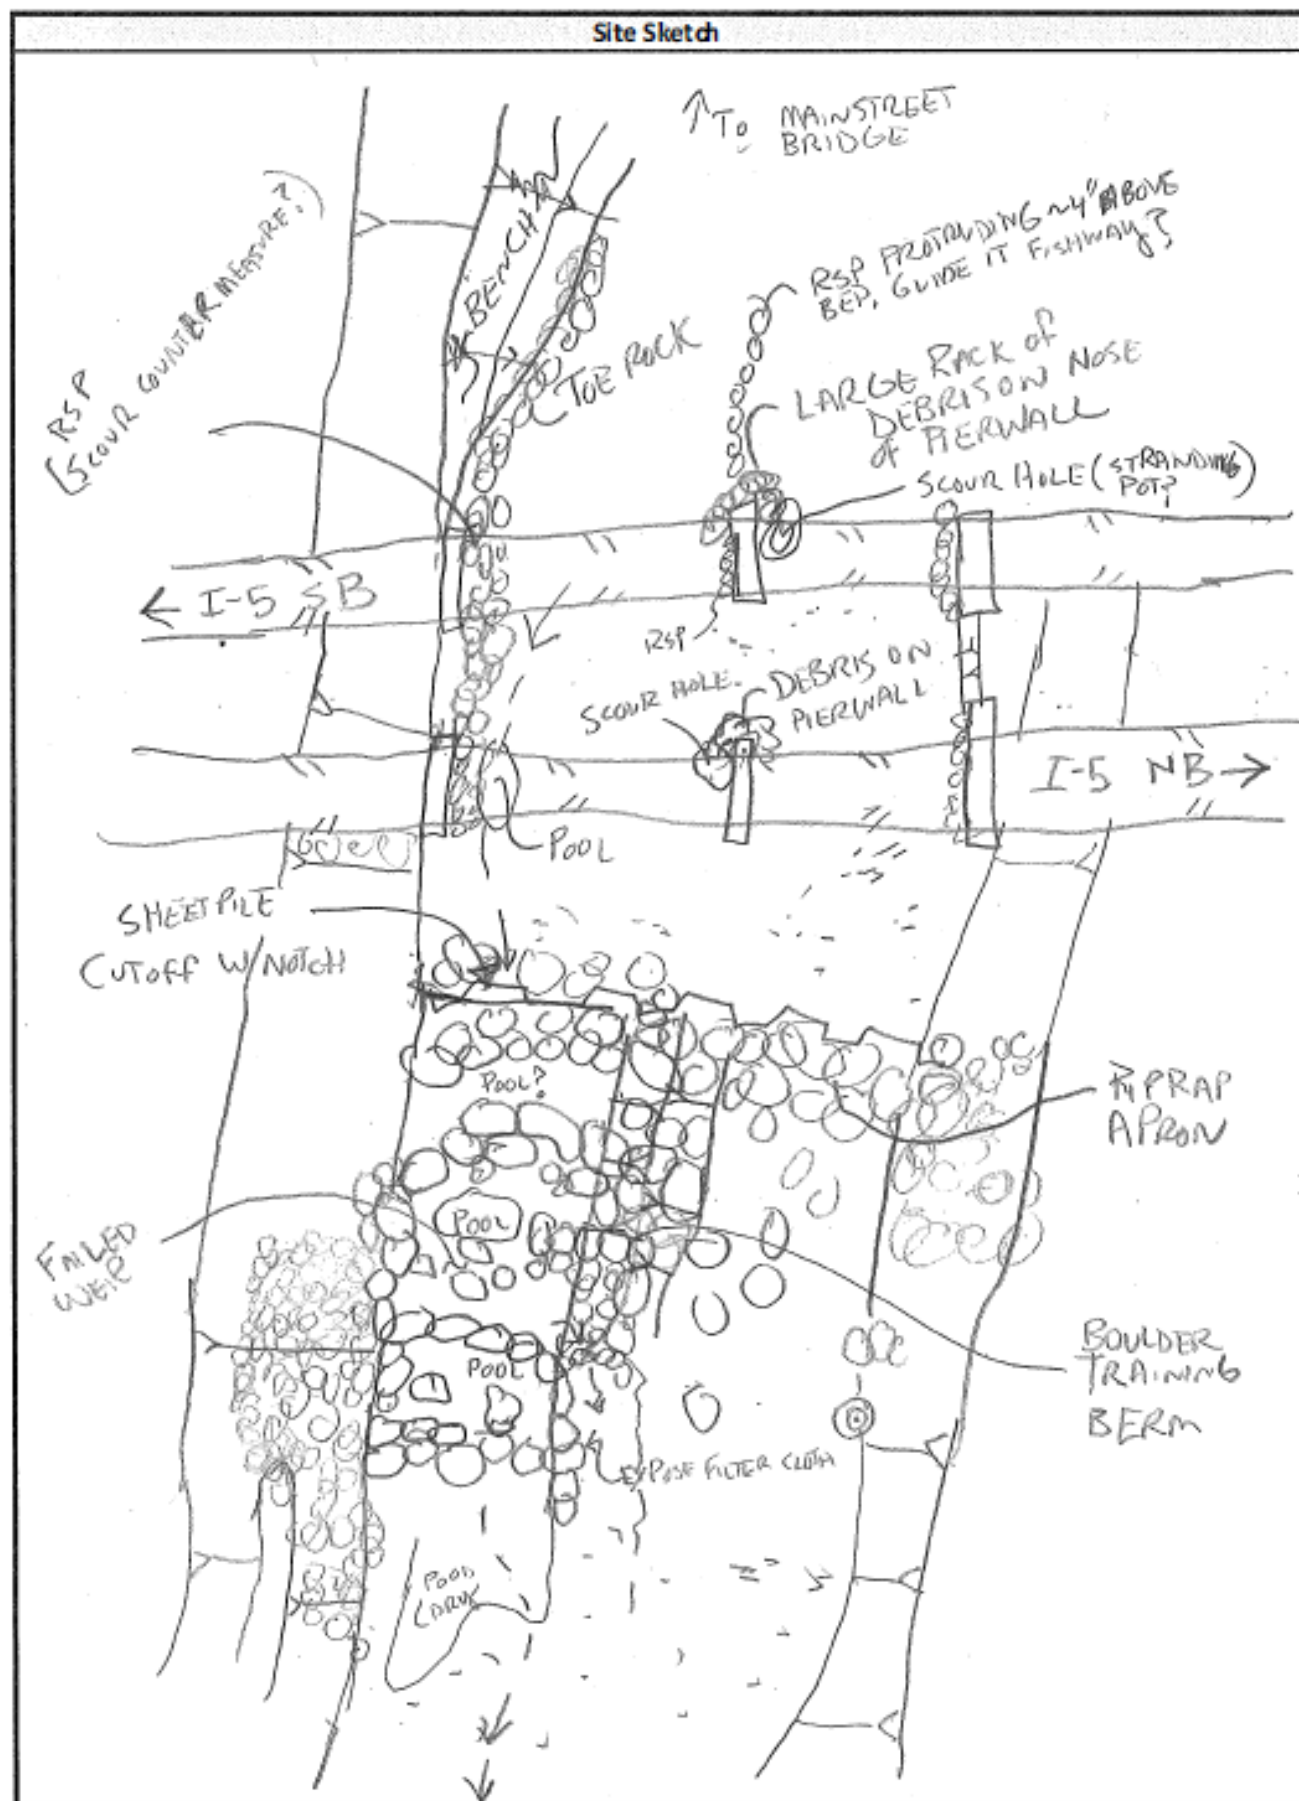 Site Sketch
↑ To MAINSTREET
BRIDGE
RSP
[SCOUR COUNTER MEASURE?)
BENCH
TOE ROCK
RSP PROTRUDING ~4" ABOVE
BED, GUIDE IT FISHWAY?
LARGE RACK of
DEBRIS ON NOSE
of PIERWALL
SCOUR HOLE (STRANDING
POT?)
← I-5 SB
RSP
SCOUR HOLE
DEBRIS ON
PIERWALL
I-5 NB →
POOL
SHEETPILE
CUTOFF W/NOTCH
POOL?
RIPRAP
APRON
POOL
FAILED
WEIR
POOL
BOULDER
TRAINING
BERM
EXPOSE FILTER CLOTH
POOL